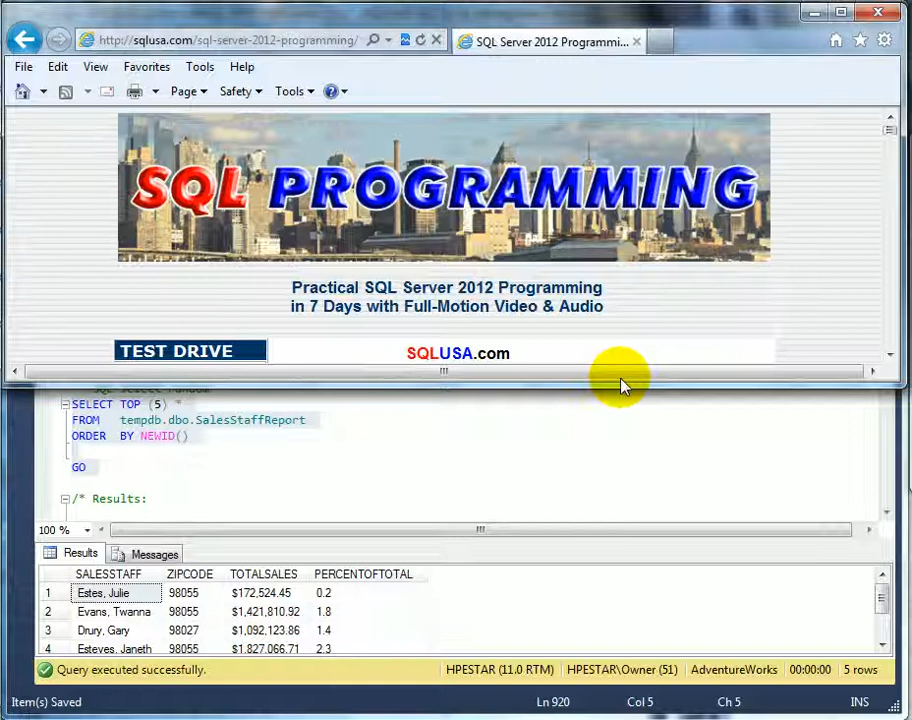 http://sqlusa.com/sql-server-2012-programming/
SQL Server 2012 Programmi...
File Edit View Favorites Tools Help
Page Safety Tools
SQL PROGRAMMING
Practical SQL Server 2012 Programming
in 7 Days with Full-Motion Video & Audio
TEST DRIVE
SQLUSA.com
SELECT TOP (5) *
FROM tempdb.dbo.SalesStaffReport
ORDER BY NEWID()
GO
/* Results:
100 %
Results Messages
SALESSTAFF ZIPCODE TOTALSALES PERCENTOFTOTAL
1 Estes, Julie 98055 $172,524.45 0.2
2 Evans, Twanna 98055 $1,421,810.92 1.8
3 Drury, Gary 98027 $1,092,123.86 1.4
4 Esteves, Janeth 98055 $1,827,066.71 2.3
Query executed successfully. HPESTAR (11.0 RTM) HPESTAR\Owner (51) AdventureWorks 00:00:00 5 rows
Item(s) Saved Ln 920 Col 5 Ch 5 INS